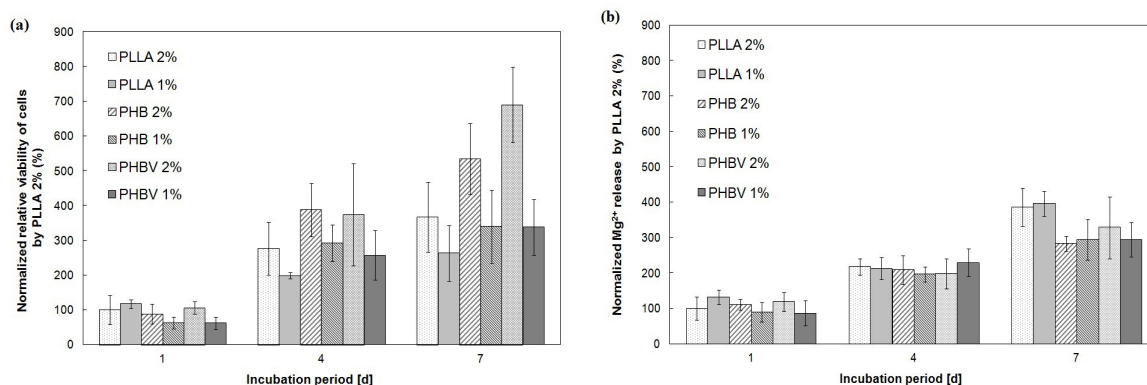 (a)
Normalized relative viability of cells
by PLLA 2% (%)
900
800
700
600
500
400
300
200
100
0
PLLA 2%
PLLA 1%
PHB 2%
PHB 1%
PHBV 2%
PHBV 1%
1
4
7
Incubation period [d]
(b)
Normalized Mg²⁺ release by PLLA 2% (%)
900
800
700
600
500
400
300
200
100
0
PLLA 2%
PLLA 1%
PHB 2%
PHB 1%
PHBV 2%
PHBV 1%
1
4
7
Incubation period [d]